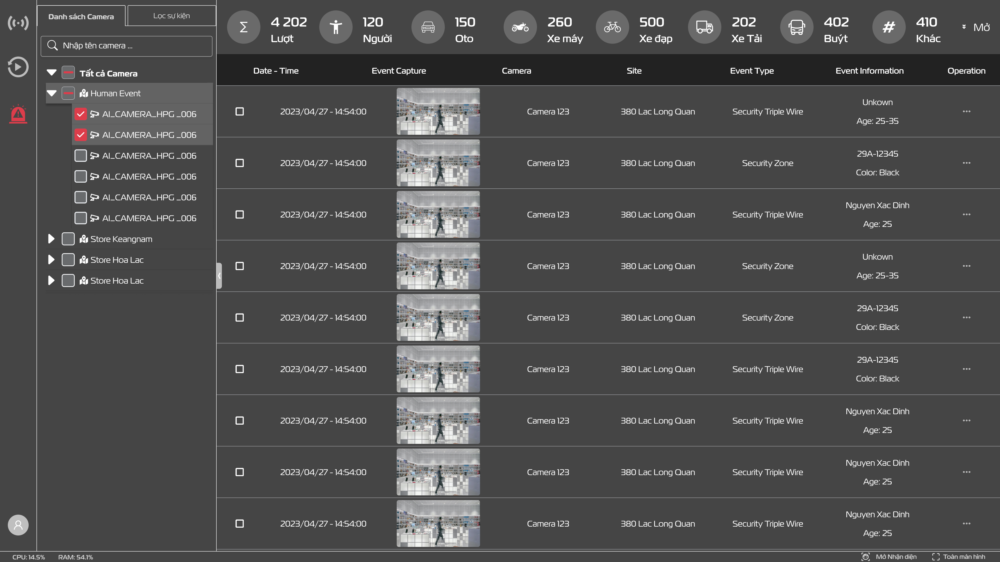 Danh sách Camera
Lọc sự kiện
Nhập tên camera ...
Tất cả Camera
Human Event
AI_CAMERA_HPG _006
AI_CAMERA_HPG _006
AI_CAMERA_HPG _006
AI_CAMERA_HPG _006
AI_CAMERA_HPG _006
AI_CAMERA_HPG _006
Store Keangnam
Store Hoa Lac
Store Hoa Lac
4 202
Lượt
120
Người
150
Oto
260
Xe máy
500
Xe đạp
202
Xe Tải
402
Buýt
#
410
Khác
Mở
Date - Time Event Capture Camera Site Event Type Event Information Operation
2023/04/27 - 14:54:00 Camera 123 380 Lac Long Quan Security Triple Wire
Unkown
Age: 25-35
2023/04/27 - 14:54:00 Camera 123 380 Lac Long Quan Security Zone
29A-12345
Color: Black
2023/04/27 - 14:54:00 Camera 123 380 Lac Long Quan Security Triple Wire
Nguyen Xac Dinh
Age: 25
2023/04/27 - 14:54:00 Camera 123 380 Lac Long Quan Security Zone
Unkown
Age: 25-35
2023/04/27 - 14:54:00 Camera 123 380 Lac Long Quan Security Zone
29A-12345
Color: Black
2023/04/27 - 14:54:00 Camera 123 380 Lac Long Quan Security Triple Wire
29A-12345
Color: Black
2023/04/27 - 14:54:00 Camera 123 380 Lac Long Quan Security Triple Wire
Nguyen Xac Dinh
Age: 25
2023/04/27 - 14:54:00 Camera 123 380 Lac Long Quan Security Triple Wire
Nguyen Xac Dinh
Age: 25
2023/04/27 - 14:54:00 Camera 123 380 Lac Long Quan Security Triple Wire
Nguyen Xac Dinh
Age: 25
CPU: 14.5% RAM: 54.1%
Mở Nhận diện Toàn màn hình